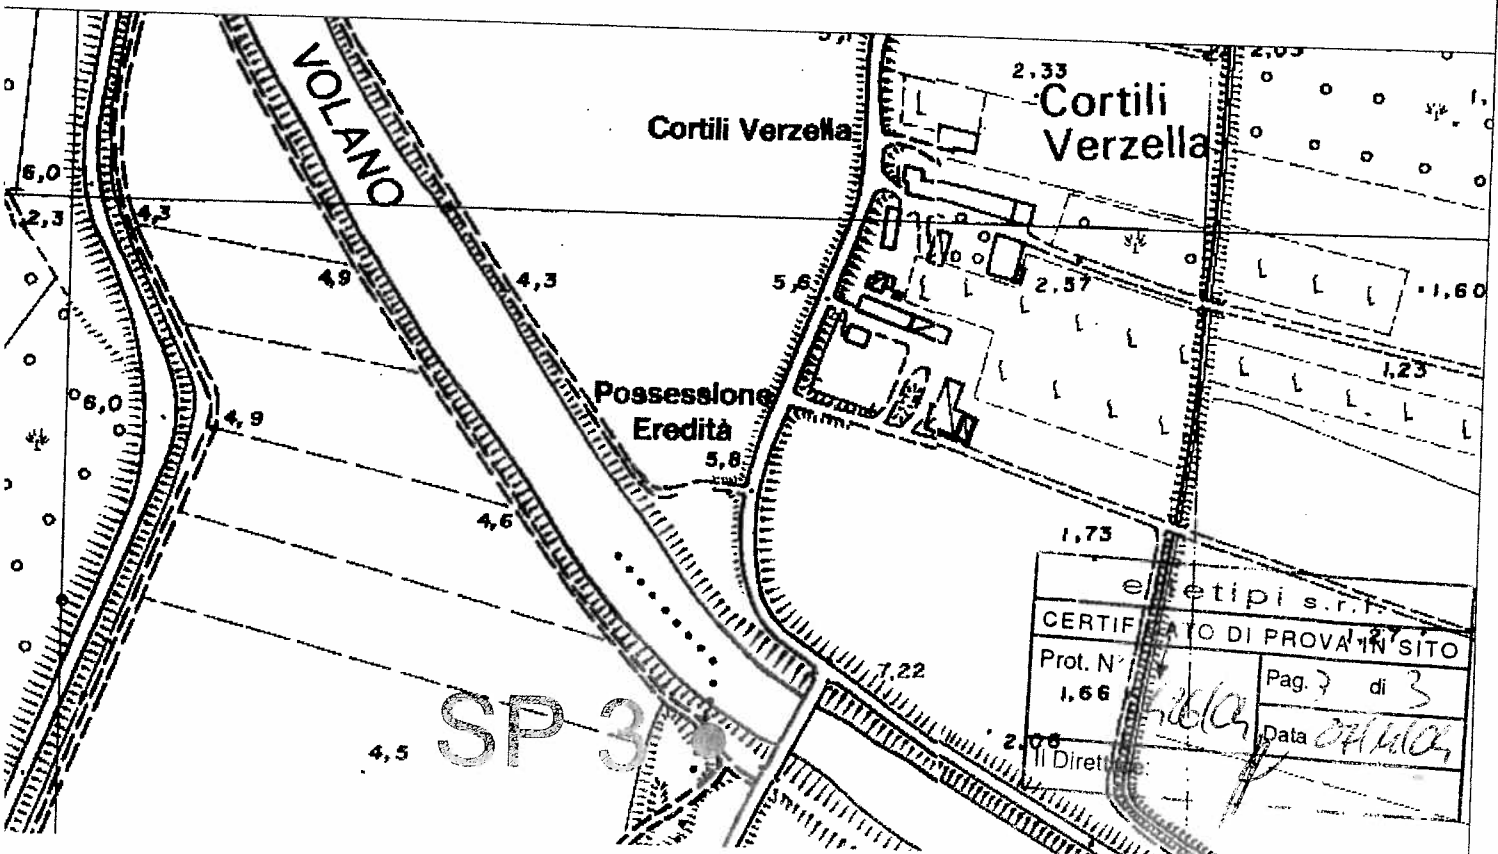 VOLANO
2,33
Cortili
Verzella
Cortili Verzella
6,0
2,3
4,3
4,9
4,3
5,6
2.37
1,60
1,23
6,0
4,9
Possessione
Eredità
5,8
4,6
1,73
1,27
7,22
SP 3
4,5
2,06
etipi s.r.l.
CERTIFICATO DI PROVA IN SITO
Prot. N°
1,66
Pag. 3 di 3
Data
Il Direttore